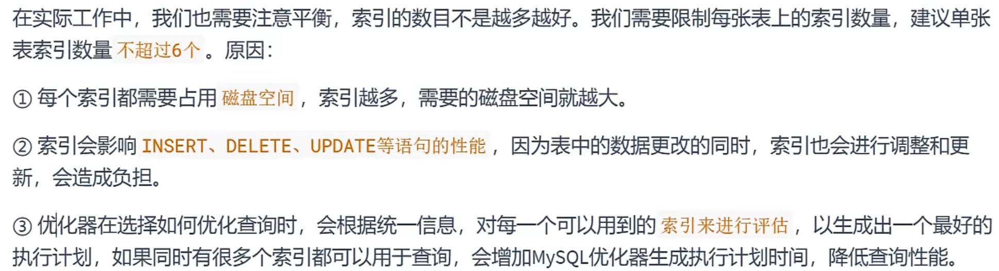 在实际工作中，我们也需要注意平衡，索引的数目不是越多越好。我们需要限制每张表上的索引数量，建议单张
表索引数量 不超过6个 。原因：
① 每个索引都需要占用 磁盘空间 ，索引越多，需要的磁盘空间就越大。
② 索引会影响 INSERT、DELETE、UPDATE等语句的性能 ，因为表中的数据更改的同时，索引也会进行调整和更
新，会造成负担。
③ 优化器在选择如何优化查询时，会根据统一信息，对每一个可以用到的 索引来进行评估 ，以生成出一个最好的
执行计划，如果同时有很多个索引都可以用于查询，会增加MySQL优化器生成执行计划时间，降低查询性能。